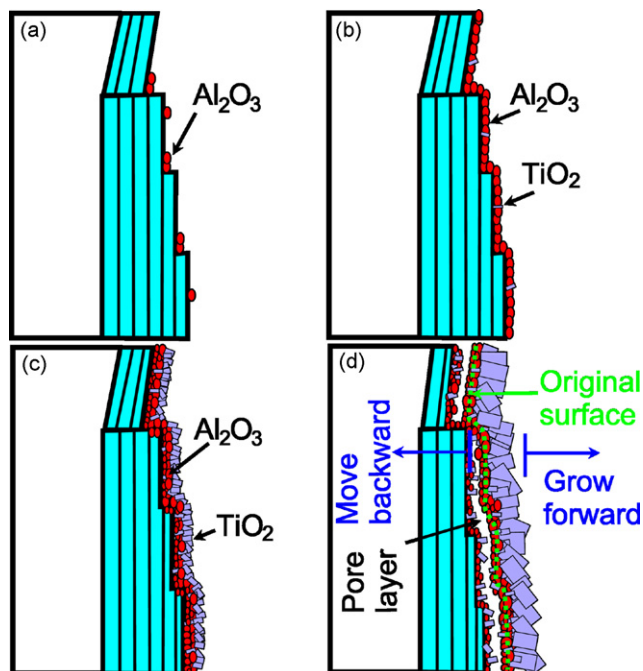 (a)
Al₂O₃
(b)
Al₂O₃
TiO₂
(c)
Al₂O₃
TiO₂
(d)
Original
surface
Move
backward
Grow
forward
Pore
layer